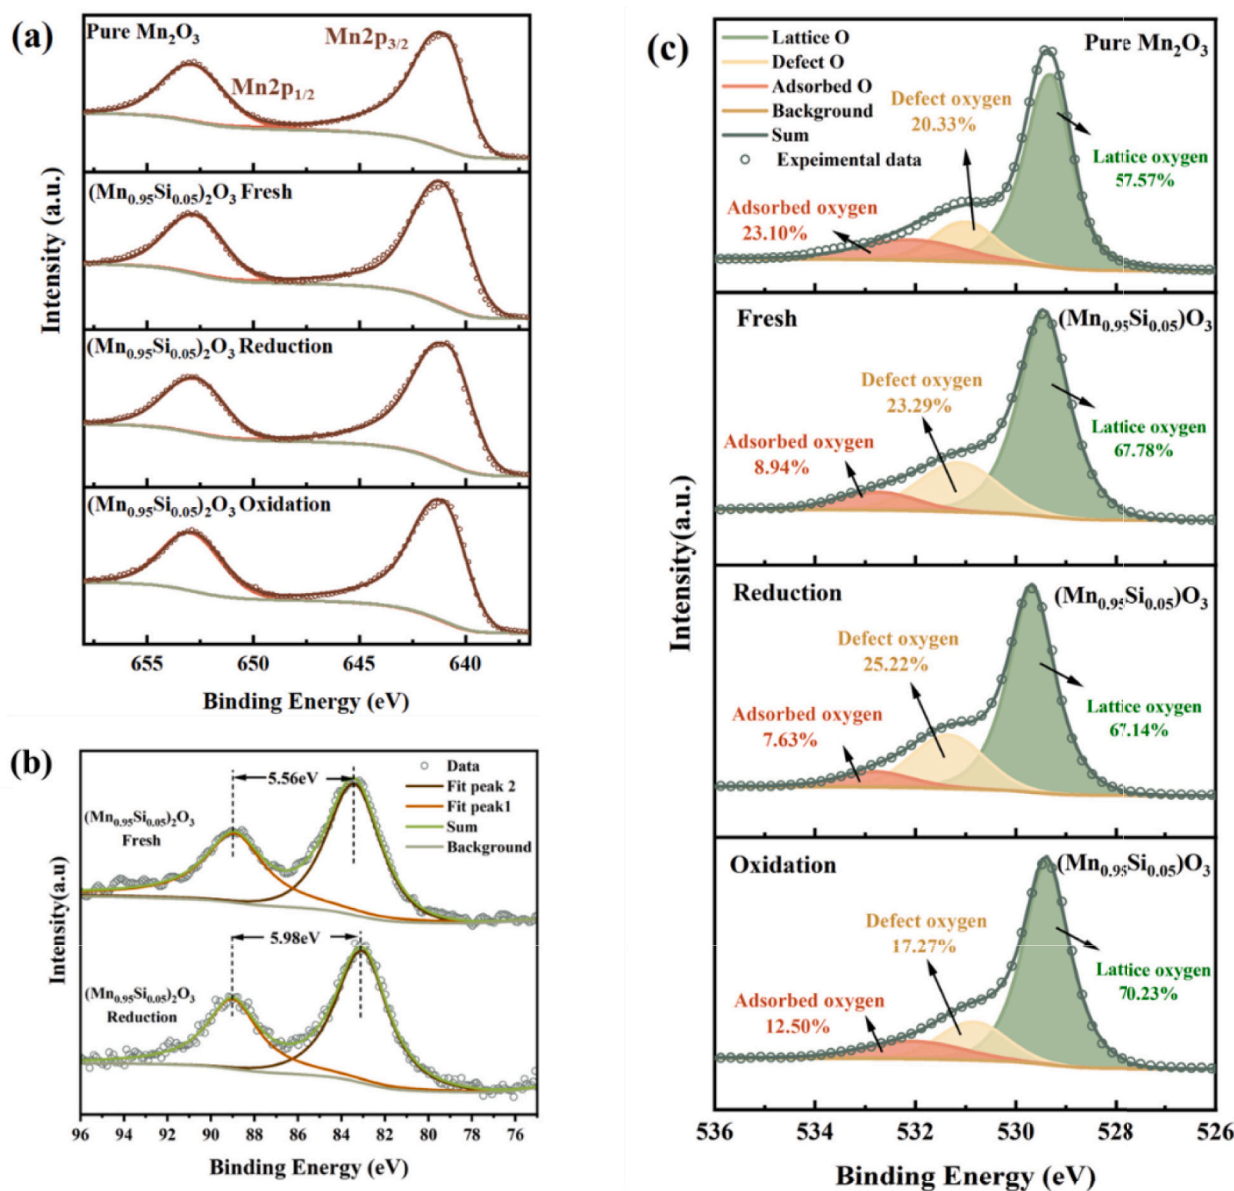 (a)
Pure Mn₂O₃
Mn2p₃/₂
Mn2p₁/₂
(Mn₀.₉₅Si₀.₀₅)₂O₃ Fresh
(Mn₀.₉₅Si₀.₀₅)₂O₃ Reduction
(Mn₀.₉₅Si₀.₀₅)₂O₃ Oxidation
Intensity (a.u.)
655 650 645 640
Binding Energy (eV)
(b)
5.56eV
Data
Fit peak 2
Fit peak1
Sum
Background
(Mn₀.₉₅Si₀.₀₅)₂O₃
Fresh
5.98eV
(Mn₀.₉₅Si₀.₀₅)₂O₃
Reduction
Intensity(a.u)
96 94 92 90 88 86 84 82 80 78 76
Binding Energy (eV)
(c)
Lattice O
Defect O
Adsorbed O
Background
Sum
Expeimental data
Pure Mn₂O₃
Defect oxygen
20.33%
Lattice oxygen
57.57%
Adsorbed oxygen
23.10%
Fresh
(Mn₀.₉₅Si₀.₀₅)O₃
Defect oxygen
23.29%
Lattice oxygen
67.78%
Adsorbed oxygen
8.94%
Reduction
(Mn₀.₉₅Si₀.₀₅)O₃
Defect oxygen
25.22%
Lattice oxygen
67.14%
Adsorbed oxygen
7.63%
Oxidation
(Mn₀.₉₅Si₀.₀₅)O₃
Defect oxygen
17.27%
Lattice oxygen
70.23%
Adsorbed oxygen
12.50%
Intensity(a.u.)
536 534 532 530 528 526
Binding Energy (eV)